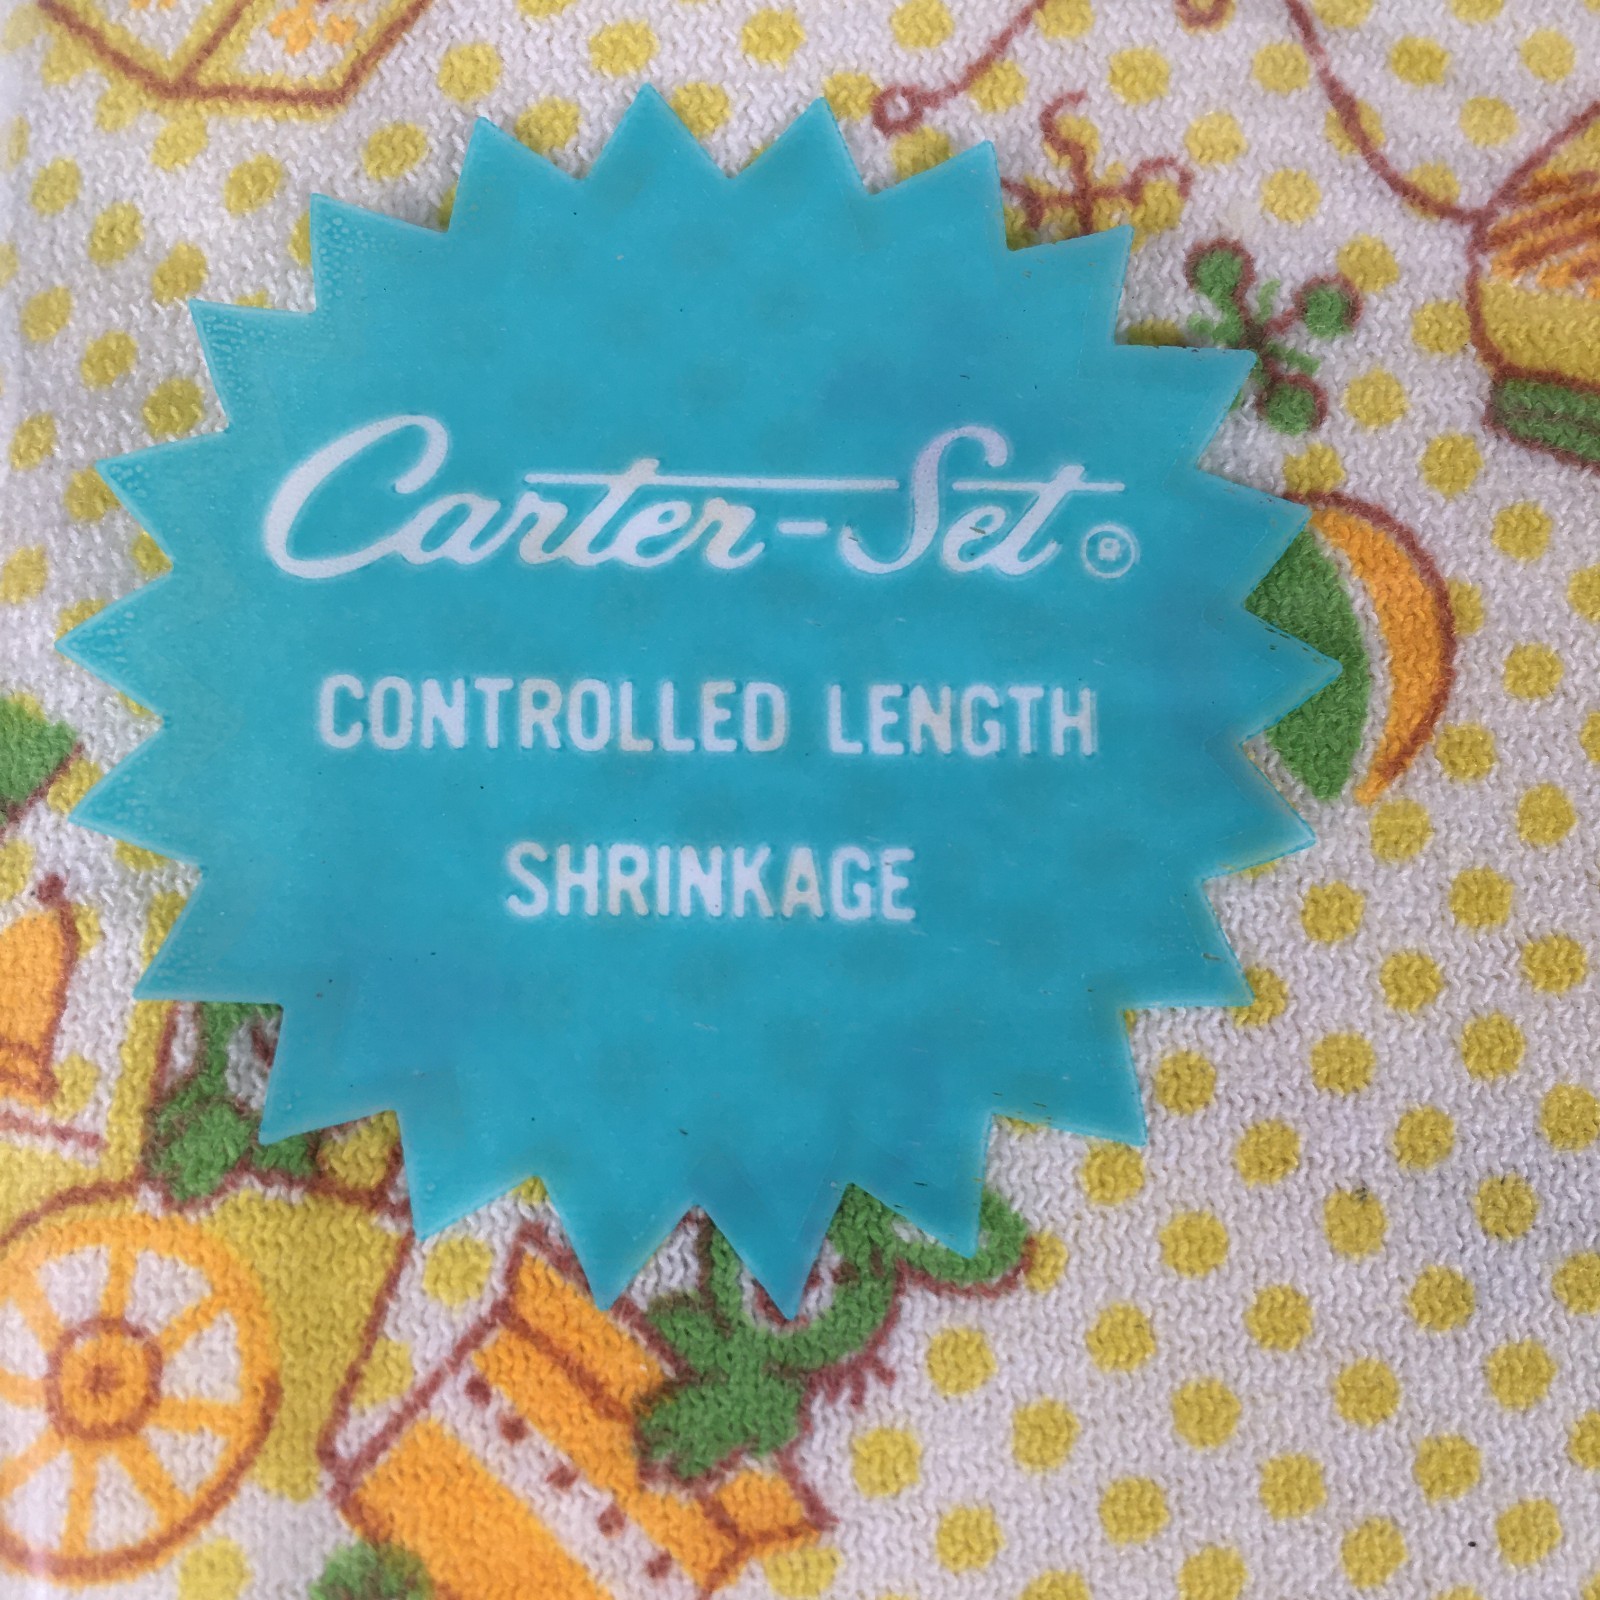 Carter-Set®
CONTROLLED LENGTH
SHRINKAGE